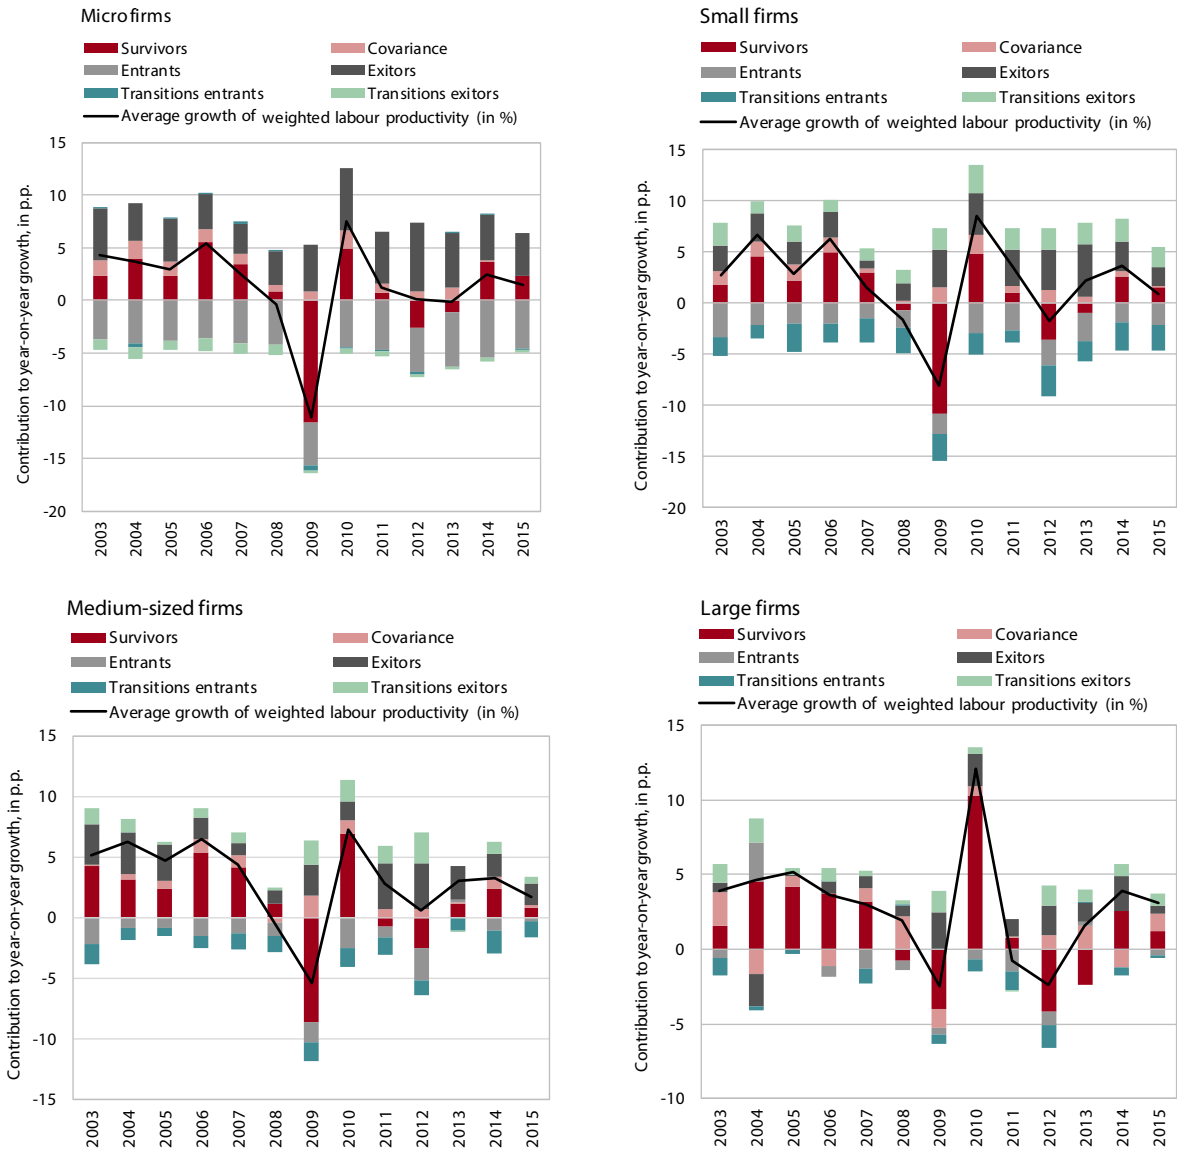 Microfirms
Survivors Covariance
Entrants Exitors
Transitions entrants Transitions exitors
Average growth of weighted labour productivity (in %)
Contribution to year-on-year growth, in p.p.
15
10
5
0
-5
-10
-15
-20
2003 2004 2005 2006 2007 2008 2009 2010 2011 2012 2013 2014 2015
Small firms
Survivors Covariance
Entrants Exitors
Transitions entrants Transitions exitors
Average growth of weighted labour productivity (in %)
Contribution to year-on-year growth, in p.p.
15
10
5
0
-5
-10
-15
-20
2003 2004 2005 2006 2007 2008 2009 2010 2011 2012 2013 2014 2015
Medium-sized firms
Survivors Covariance
Entrants Exitors
Transitions entrants Transitions exitors
Average growth of weighted labour productivity (in %)
Contribution to year-on-year growth, in p.p.
15
10
5
0
-5
-10
-15
2003 2004 2005 2006 2007 2008 2009 2010 2011 2012 2013 2014 2015
Large firms
Survivors Covariance
Entrants Exitors
Transitions entrants Transitions exitors
Average growth of weighted labour productivity (in %)
Contribution to year-on-year growth, in p.p.
15
10
5
0
-5
-10
2003 2004 2005 2006 2007 2008 2009 2010 2011 2012 2013 2014 2015